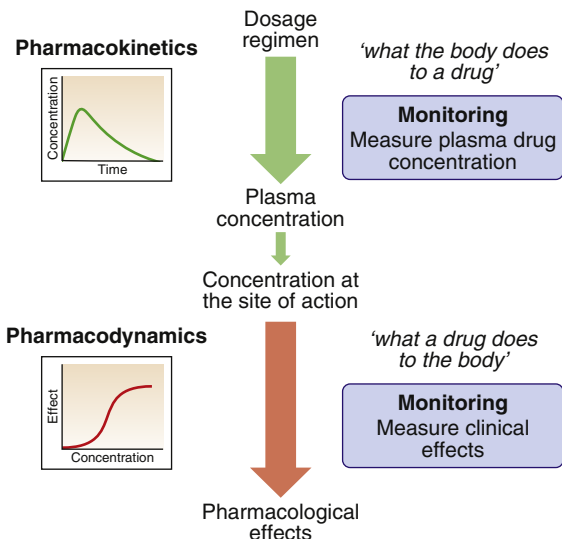 Dosage
regimen
Pharmacokinetics
Concentration
Time
‘what the body does
to a drug’
Monitoring
Measure plasma drug
concentration
Plasma
concentration
Concentration at
the site of action
Pharmacodynamics
Effect
Concentration
‘what a drug does
to the body’
Monitoring
Measure clinical
effects
Pharmacological
effects